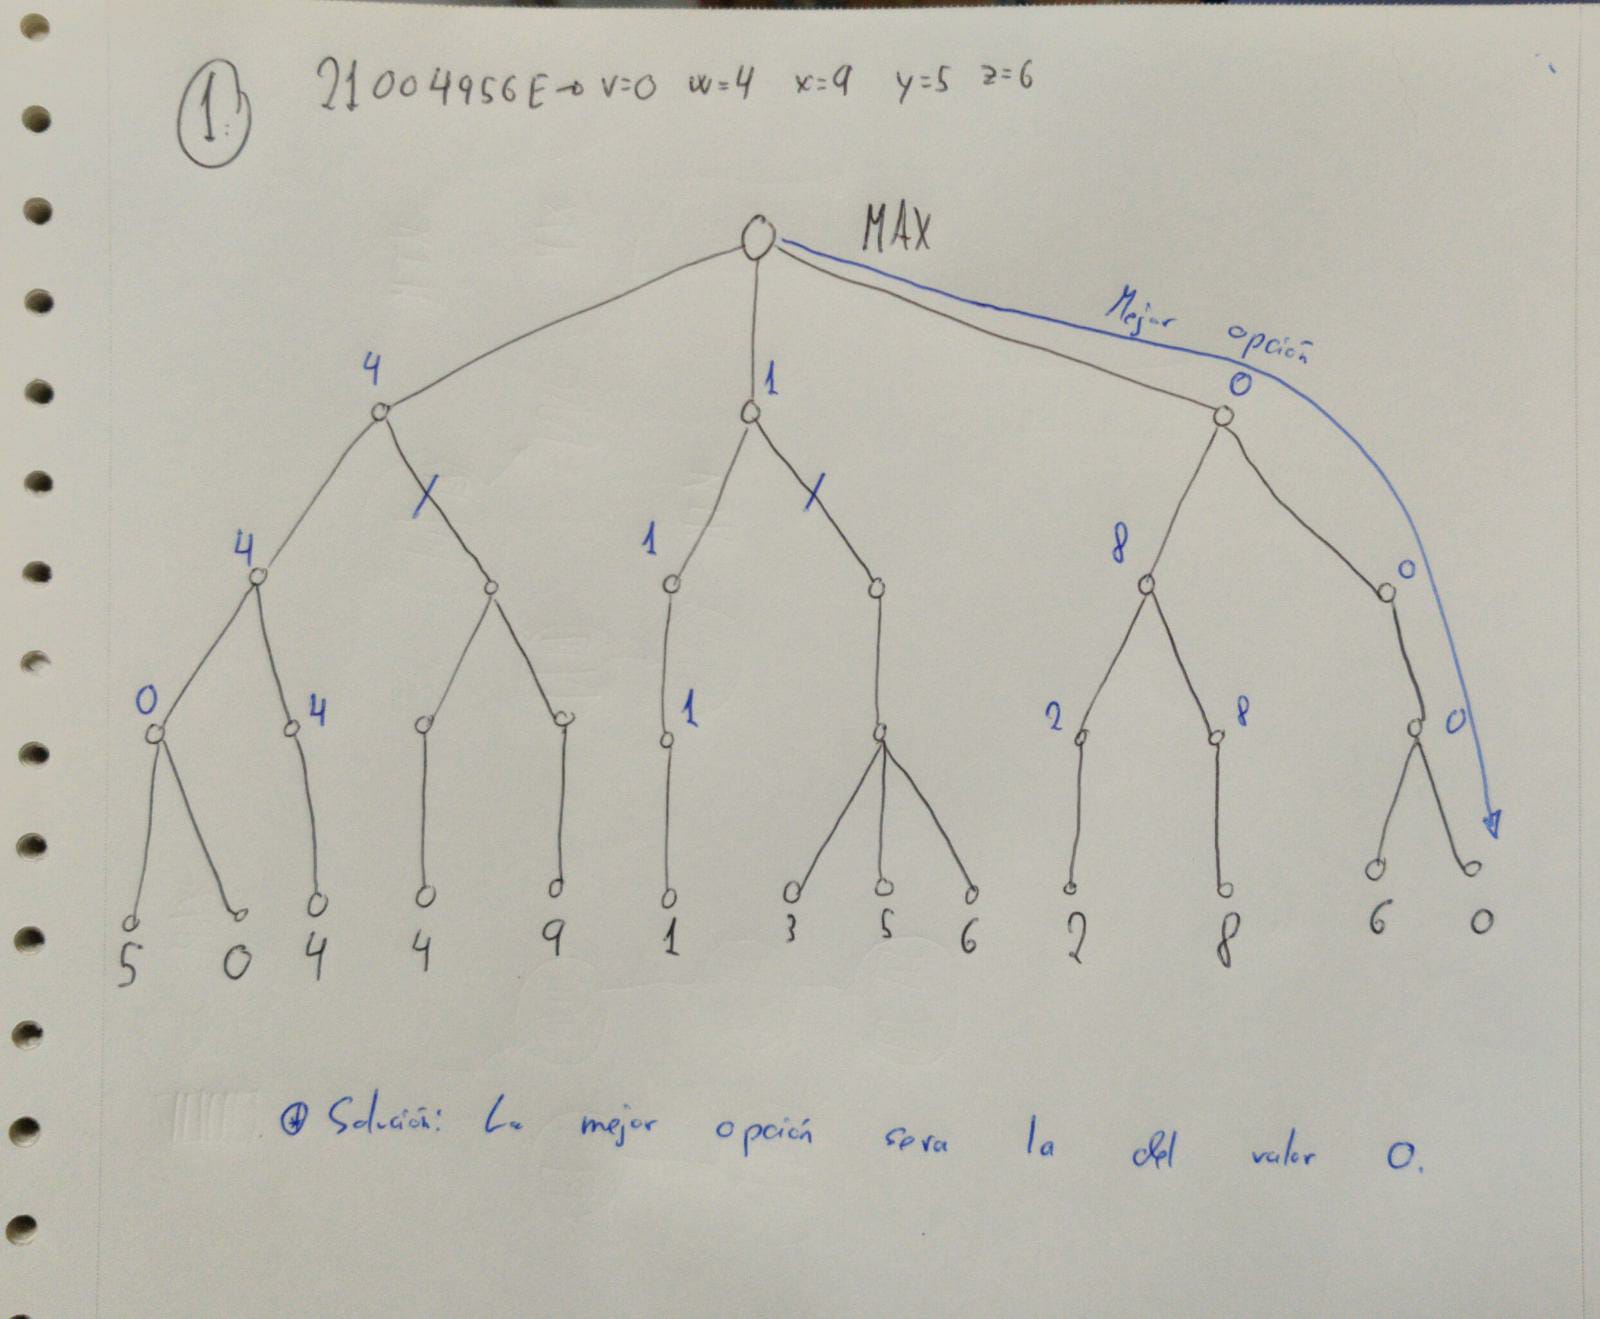 1.) 21004956E → v=0 w=4 x=9 y=5 z=6
MAX
Mejor opción
4 1 0
4 1 8 0
0 4 1 2 8 0
5 0 4 4 9 1 3 5 6 2 8 6 0
Solución: La mejor opción sera la del valor 0.